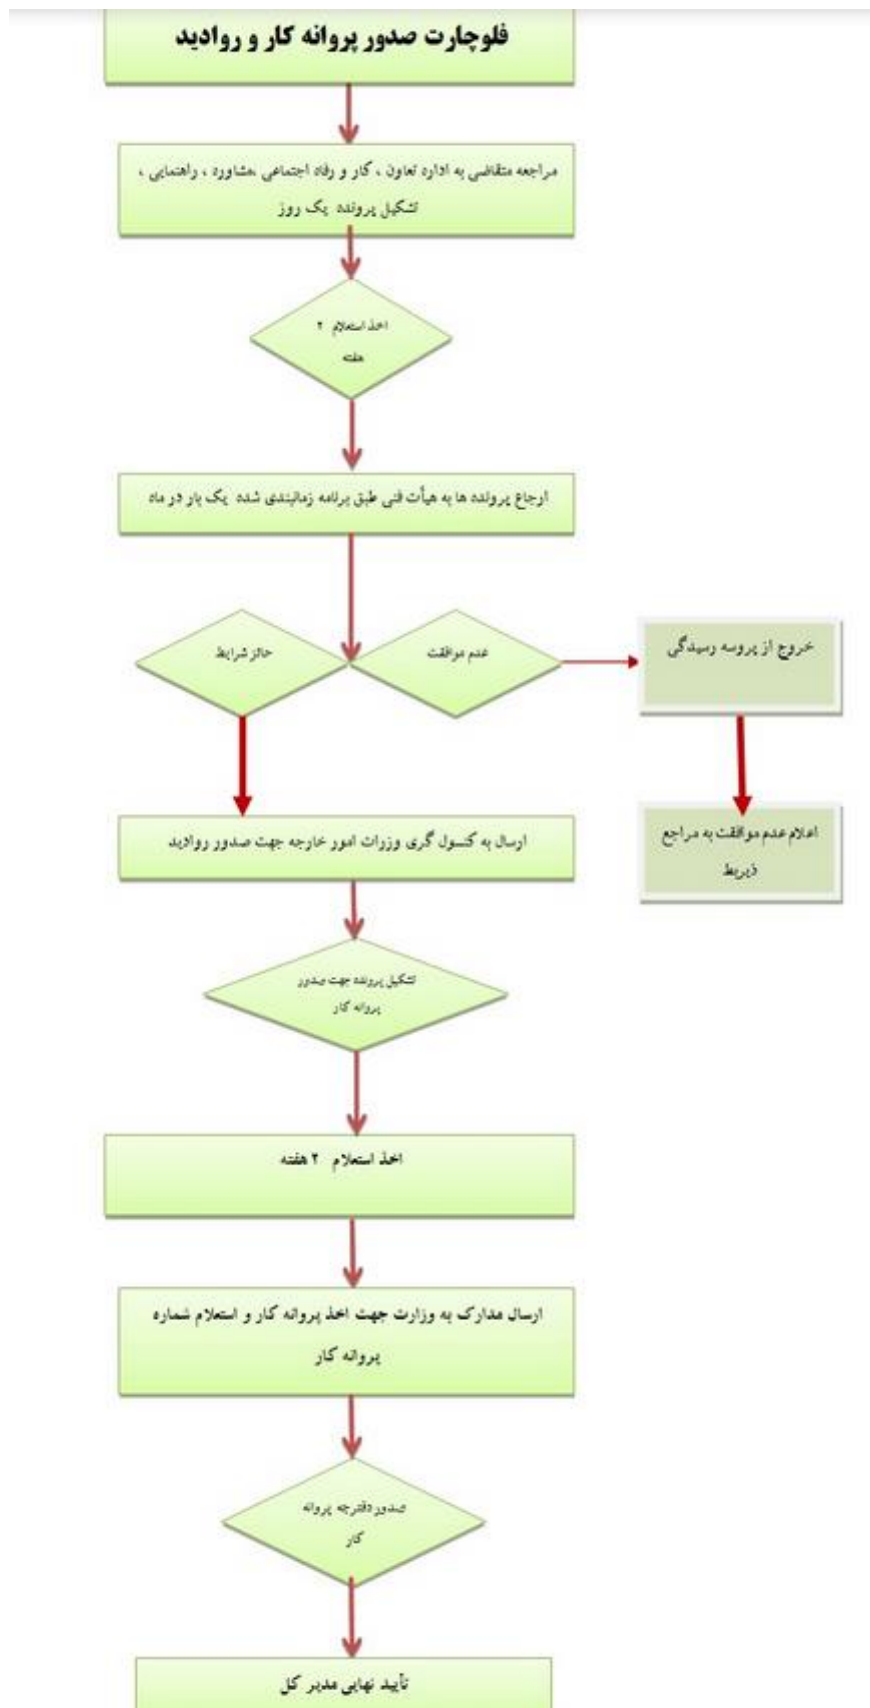 فلوچارت صدور پروانه کار و روادید
مراجعه متقاضی به اداره تعاون ، کار و رفاه اجتماعی ،مشاوره ، راهنمایی ،
تشکیل پرونده یک روز
اخذ استعلام ۲
هفته
ارجاع پرونده ها به هیأت فنی طبق برنامه زمانبندی شده یک بار در ماه
حائز شرایط
عدم موافقت
خروج از پروسه رسیدگی
ارسال به کنسول گری وزرات امور خارجه جهت صدور روادید
اعلام عدم موافقت به مراجع
ذیربط
تشکیل پرونده جهت صدور
پروانه کار
اخذ استعلام ۲ هفته
ارسال مدارک به وزارت جهت اخذ پروانه کار و استعلام شماره
پروانه کار
صدور دفترچه پروانه
کار
تأیید نهایی مدیر کل